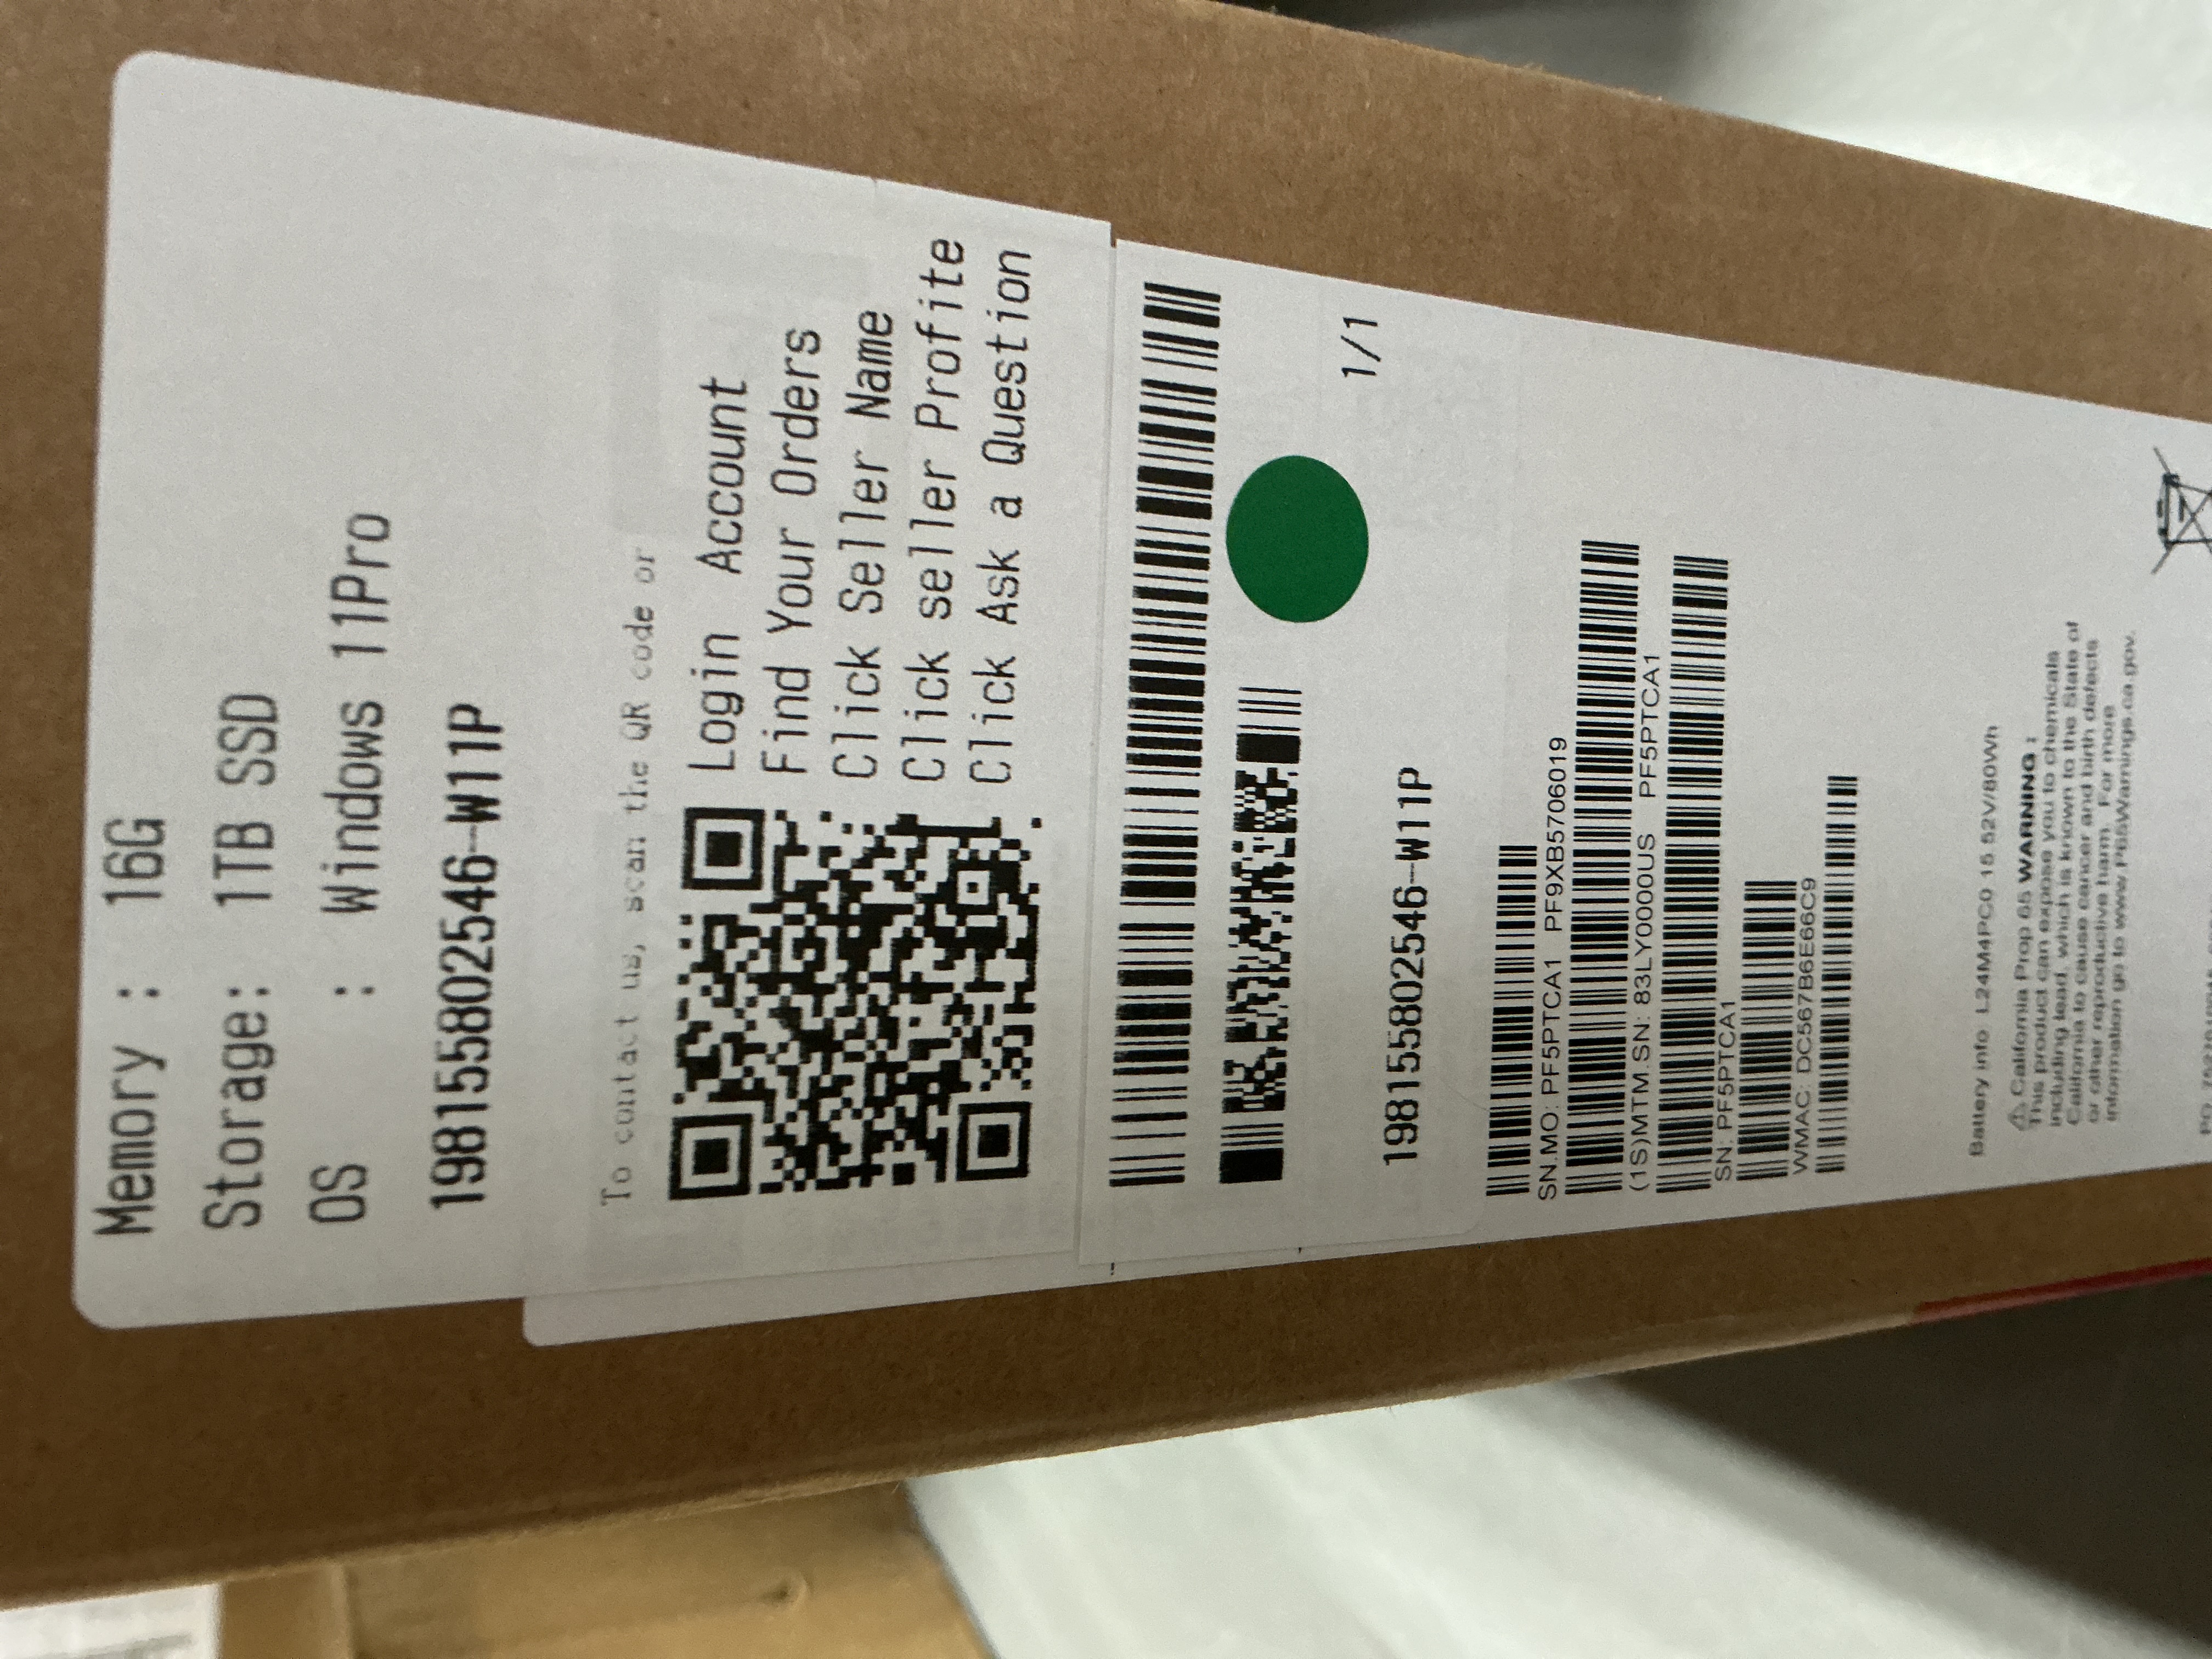 Memory : 16G
Storage: 1TB SSD
OS : Windows 11Pro
198155802546-W11P
To contact us, scan the QR code or
Login Account
Find Your Orders
Click Seller Name
Click seller Profite
Click Ask a Question
1/1
198155802546-W11P
SN.MO: PF5PTCA1 PF9XB5706019
(1S)MTM.SN: 83LY000US PF5PTCA1
SN: PF5PTCA1
WMAC: DC567B6E66C9
Battery info L24M4PC0 15 52V/80Wh
⚠ California Prop 65 WARNING :
This product can expose you to chemicals
including lead, which is known to the State of
California to cause cancer and birth defects
or other reproductive harm. For more
information go to www.P65Warnings.ca.gov.